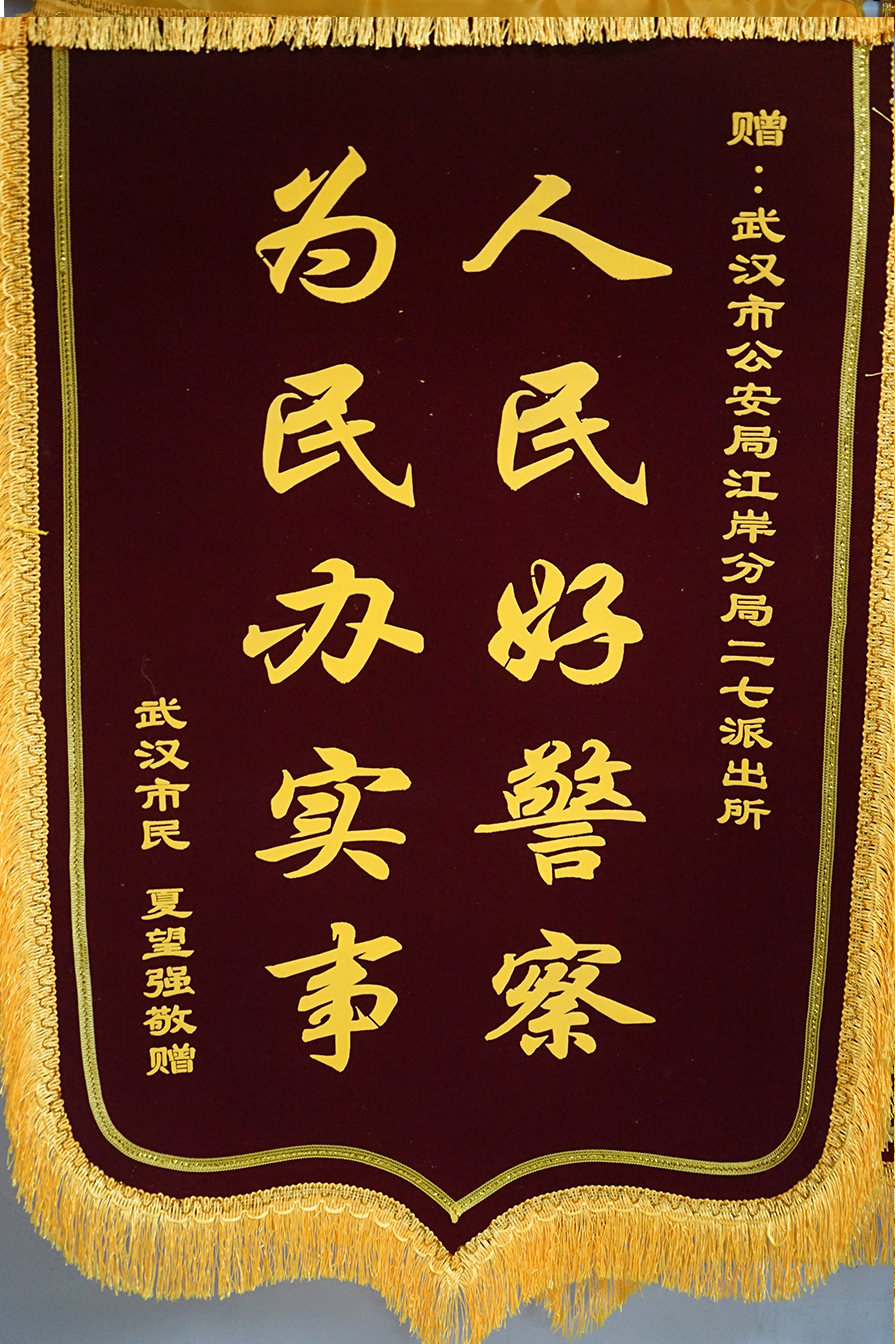 赠：武汉市公安局江岸分局二七派出所
人民好警察
为民办实事
武汉市民 夏望强敬赠